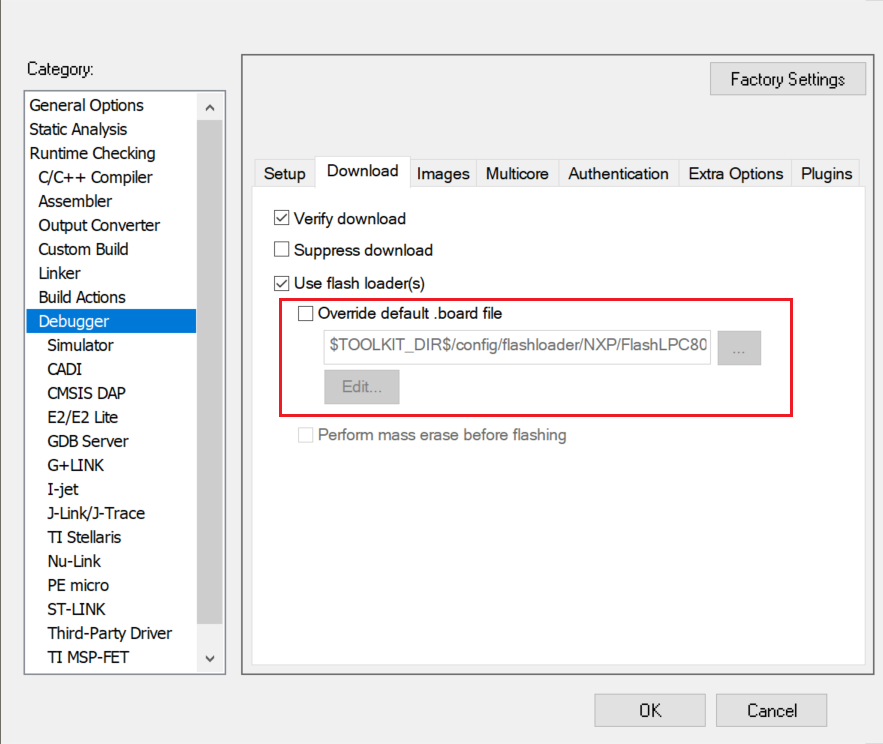 Category:
General Options
Static Analysis
Runtime Checking
C/C++ Compiler
Assembler
Output Converter
Custom Build
Linker
Build Actions
Debugger
Simulator
CADI
CMSIS DAP
E2/E2 Lite
GDB Server
G+LINK
I-jet
J-Link/J-Trace
TI Stellaris
Nu-Link
PE micro
ST-LINK
Third-Party Driver
TI MSP-FET
Factory Settings
Setup Download Images Multicore Authentication Extra Options Plugins
Verify download
Suppress download
Use flash loader(s)
Override default .board file
$TOOLKIT_DIR$/config/flashloader/NXP/FlashLPC80 ...
Edit...
Perform mass erase before flashing
OK Cancel